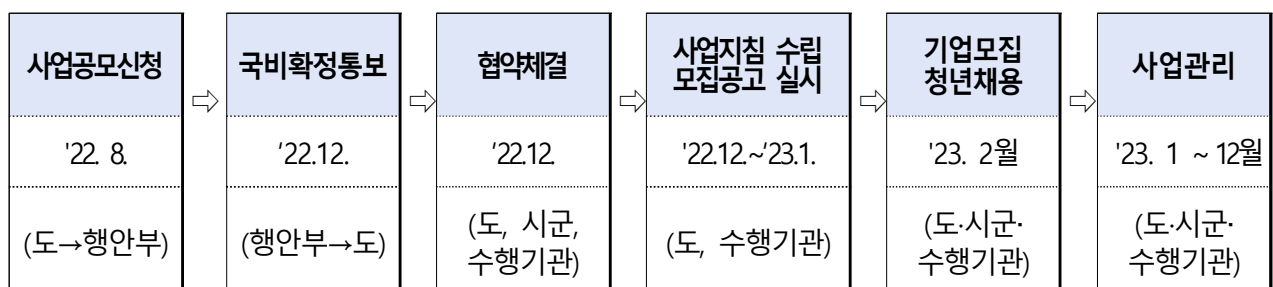 사업공모신청
'22. 8.
(도→행안부)
⇨
국비확정통보
'22.12.
(행안부→도)
⇨
협약체결
'22.12.
(도, 시군,
수행기관)
⇨
사업지침 수립
모집공고 실시
'22.12.~'23.1.
(도, 수행기관)
⇨
기업모집
청년채용
'23. 2월
(도·시군·
수행기관)
⇨
사업관리
'23. 1 ~ 12월
(도·시군·
수행기관)